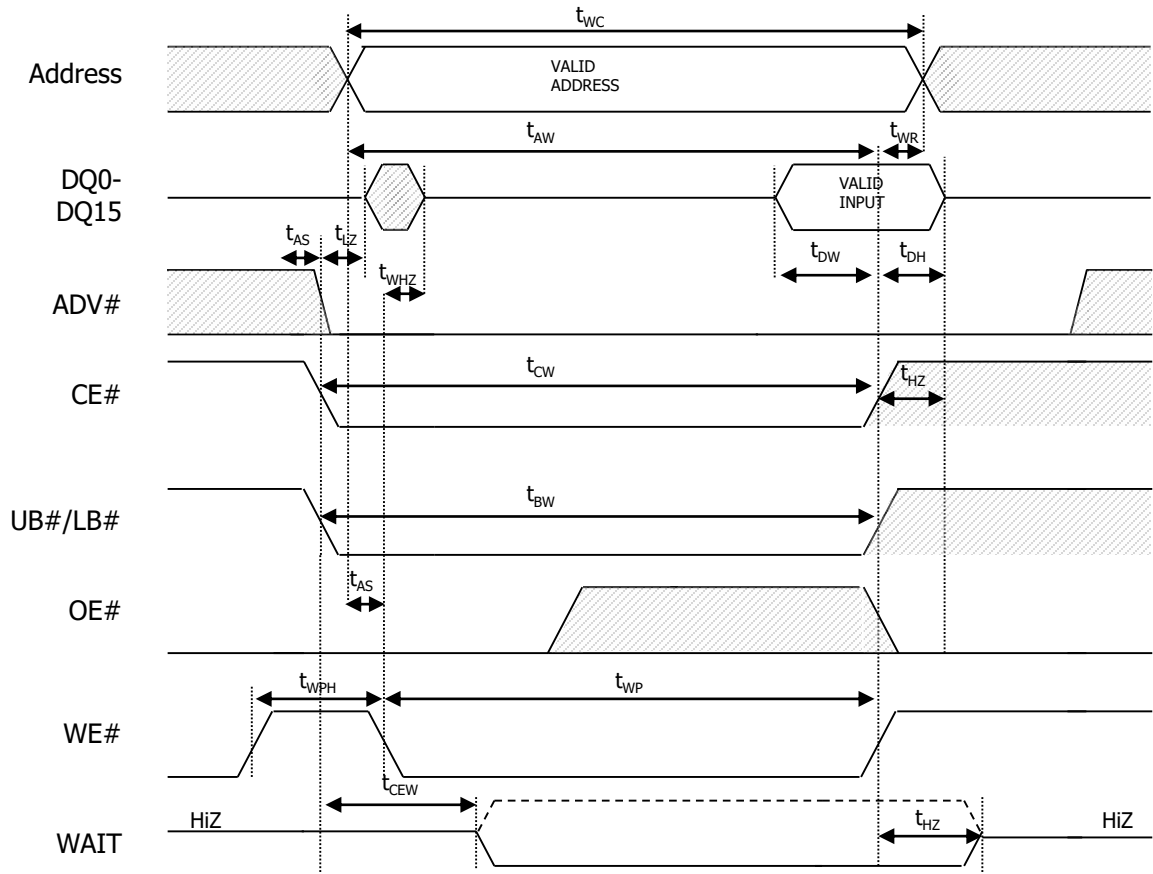 tWC
Address
VALID
ADDRESS
tAW
tWR
DQ0-
DQ15
VALID
INPUT
tAS
tLZ
tDW
tDH
tWHZ
ADV#
tCW
tHZ
CE#
tBW
UB#/LB#
tAS
OE#
tWPH
tWP
WE#
tCEW
HiZ
tHZ
HiZ
WAIT